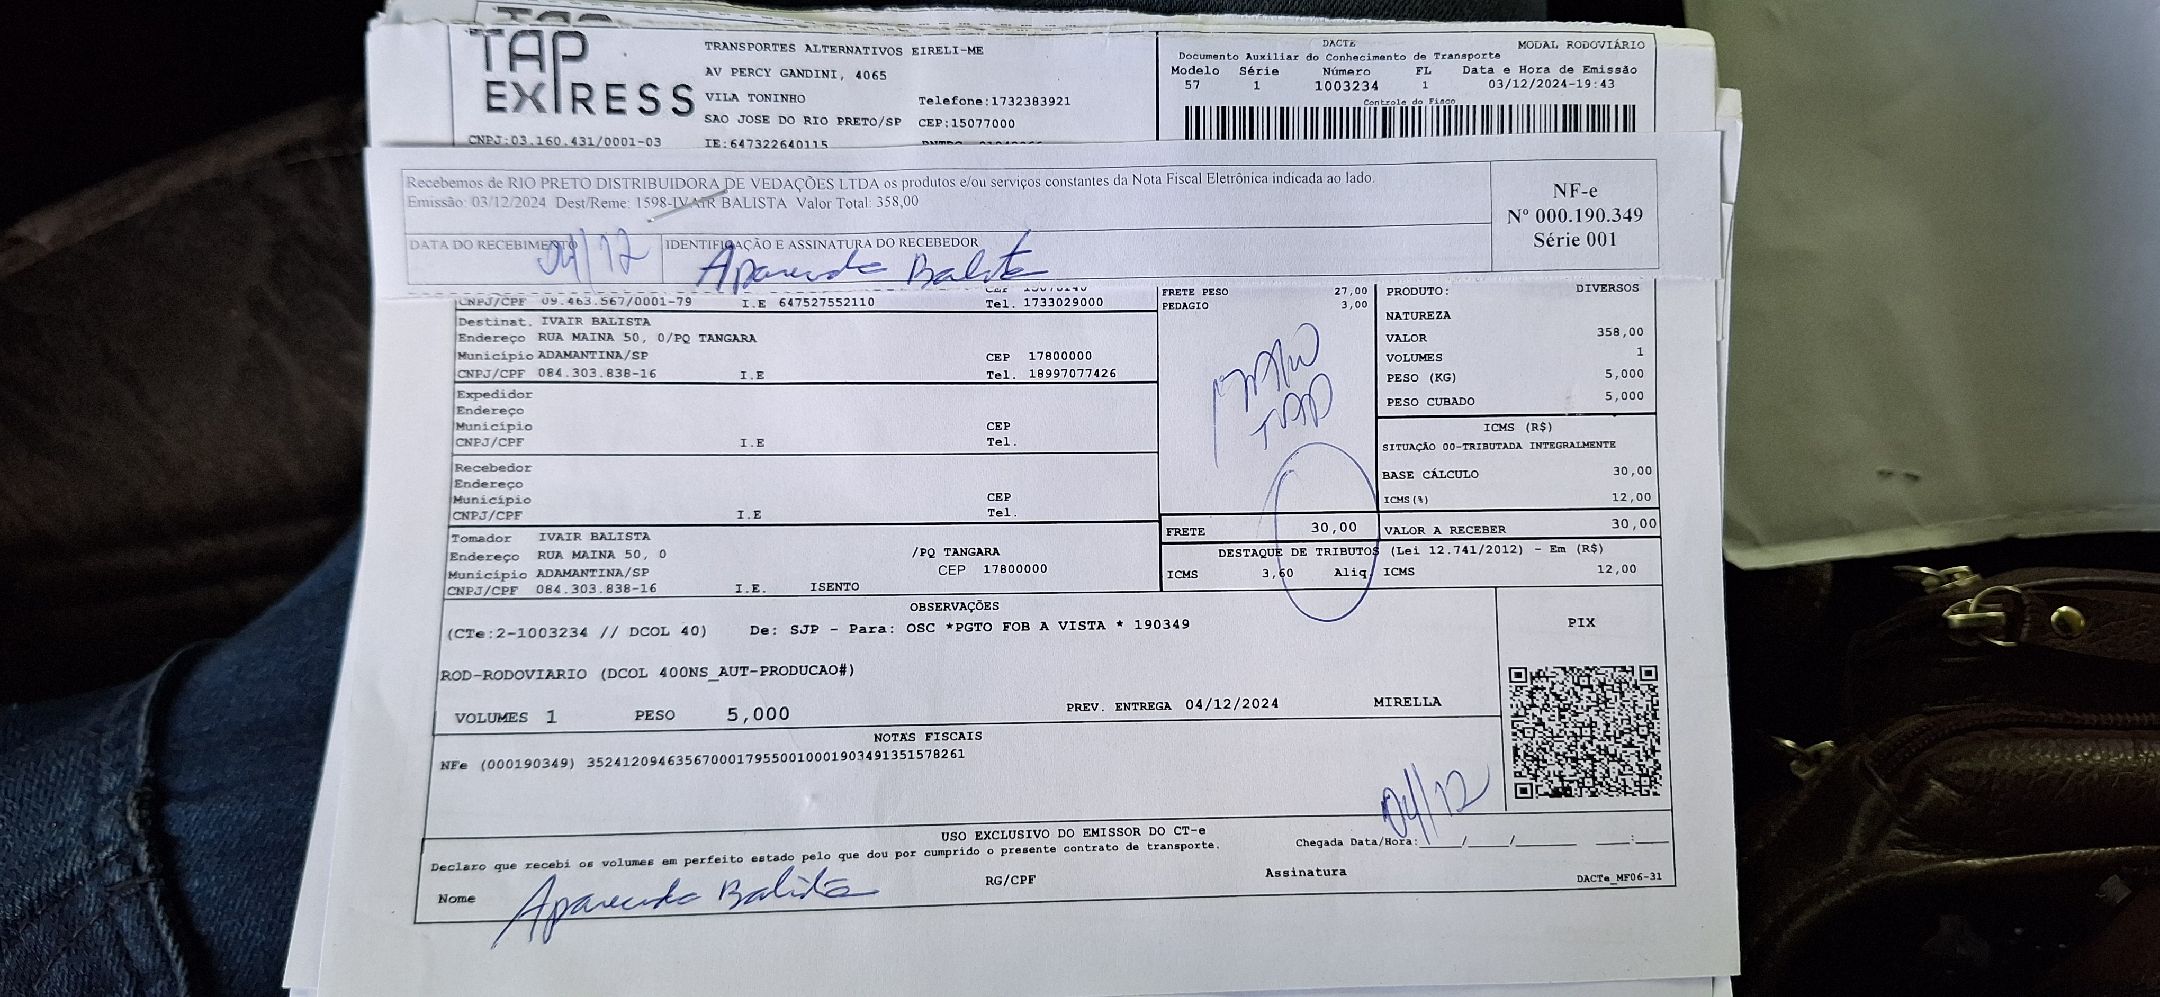 TAP
EXPRESS
TRANSPORTES ALTERNATIVOS EIRELI-ME
AV PERCY GANDINI, 4065
VILA TONINHO Telefone:1732383921
SAO JOSE DO RIO PRETO/SP CEP:15077000
CNPJ:03.160.431/0001-03 IE:647322640115
DACTE MODAL RODOVIÁRIO
Documento Auxiliar do Conhecimento de Transporte
Modelo Série Número FL Data e Hora de Emissão
57 1 1003234 1 03/12/2024-19:43
Controle do Fisco
Recebemos de RIO PRETO DISTRIBUIDORA DE VEDAÇÕES LTDA os produtos e/ou serviços constantes da Nota Fiscal Eletrônica indicada ao lado.
Emissão: 03/12/2024 Dest/Reme: 1598-IVAIR BALISTA Valor Total: 358,00
NF-e
Nº 000.190.349
Série 001
DATA DO RECEBIMENTO IDENTIFICAÇÃO E ASSINATURA DO RECEBEDOR
04/12 Aparecida Balista
CNPJ/CPF 09.463.567/0001-79 I.E 647527552110 Tel. 1733029000
Destinat. IVAIR BALISTA
Endereço RUA MAINA 50, 0/PQ TANGARA
Município ADAMANTINA/SP CEP 17800000
CNPJ/CPF 084.303.838-16 I.E Tel. 18997077426
Expedidor
Endereço
Município CEP
CNPJ/CPF I.E Tel.
Recebedor
Endereço
Município CEP
CNPJ/CPF I.E Tel.
Tomador IVAIR BALISTA
Endereço RUA MAINA 50, 0 /PQ TANGARA
Município ADAMANTINA/SP CEP 17800000
CNPJ/CPF 084.303.838-16 I.E. ISENTO
FRETE PESO 27,00
PEDAGIO 3,00
FRETE 30,00
PRODUTO: DIVERSOS
NATUREZA
VALOR 358,00
VOLUMES 1
PESO (KG) 5,000
PESO CUBADO 5,000
ICMS (R$)
SITUAÇÃO 00-TRIBUTADA INTEGRALMENTE
BASE CÁLCULO 30,00
ICMS(%) 12,00
VALOR A RECEBER 30,00
DESTAQUE DE TRIBUTOS (Lei 12.741/2012) - Em (R$)
ICMS 3,60 Aliq ICMS 12,00
OBSERVAÇÕES
(CTe:2-1003234 // DCOL 40) De: SJP - Para: OSC *PGTO FOB A VISTA * 190349
ROD-RODOVIARIO (DCOL 400NS_AUT-PRODUCAO#)
VOLUMES 1 PESO 5,000 PREV. ENTREGA 04/12/2024 MIRELLA
PIX
NOTAS FISCAIS
NFe (000190349) 35241209463567000179550010001903491351578261
04/12
USO EXCLUSIVO DO EMISSOR DO CT-e
Declaro que recebi os volumes em perfeito estado pelo que dou por cumprido o presente contrato de transporte.
Chegada Data/Hora: ____/____/______ ____:____
Nome Aparecida Balista RG/CPF Assinatura
DACTe_MF06-31